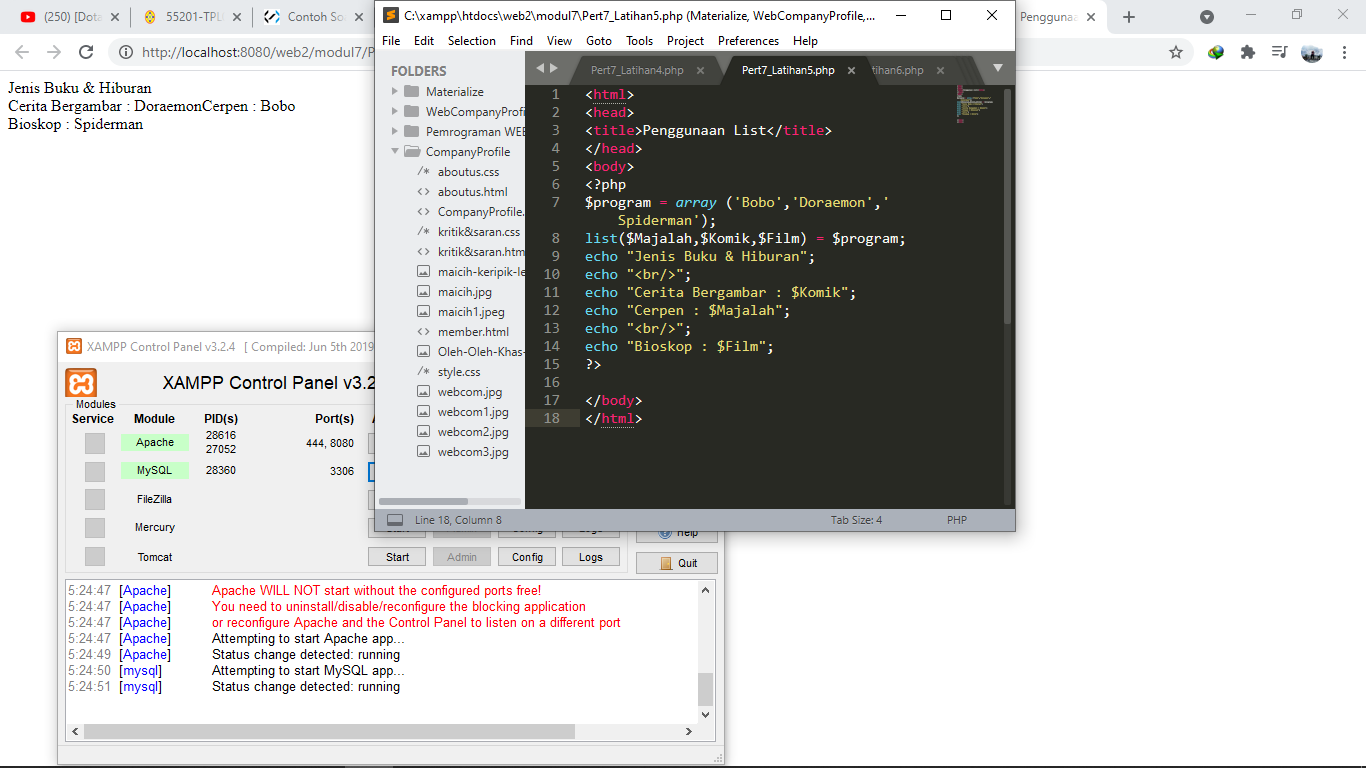 (250) [Dota
55201-TPL
Contoh So
Penggunaa
http://localhost:8080/web2/modul7/P
Jenis Buku & Hiburan
Cerita Bergambar : DoraemonCerpen : Bobo
Bioskop : Spiderman
C:\xampp\htdocs\web2\modul7\Pert7_Latihan5.php (Materialize, WebCompanyProfile,...
File Edit Selection Find View Goto Tools Project Preferences Help
FOLDERS
Materialize
WebCompanyProfi
Pemrograman WEB
CompanyProfile
/* aboutus.css
<> aboutus.html
<> CompanyProfile.
/* kritik&saran.css
<> kritik&saran.htm
maicih-keripik-le
maicih.jpg
maicih1.jpeg
<> member.html
Oleh-Oleh-Khas-
/* style.css
webcom.jpg
webcom1.jpg
webcom2.jpg
webcom3.jpg
Pert7_Latihan4.php Pert7_Latihan5.php tihan6.php
1 <html>
2 <head>
3 <title>Penggunaan List</title>
4 </head>
5 <body>
6 <?php
7 $program = array ('Bobo','Doraemon','
Spiderman');
8 list($Majalah,$Komik,$Film) = $program;
9 echo "Jenis Buku & Hiburan";
10 echo "<br/>";
11 echo "Cerita Bergambar : $Komik";
12 echo "Cerpen : $Majalah";
13 echo "<br/>";
14 echo "Bioskop : $Film";
15 ?>
16
17 </body>
18 </html>
Line 18, Column 8 Tab Size: 4 PHP
XAMPP Control Panel v3.2.4 [ Compiled: Jun 5th 2019
XAMPP Control Panel v3.2
Modules
Service Module PID(s) Port(s)
Apache 28616 27052 444, 8080
MySQL 28360 3306
FileZilla
Mercury
Tomcat Start Admin Config Logs
Help
Quit
5:24:47 [Apache] Apache WILL NOT start without the configured ports free!
5:24:47 [Apache] You need to uninstall/disable/reconfigure the blocking application
5:24:47 [Apache] or reconfigure Apache and the Control Panel to listen on a different port
5:24:47 [Apache] Attempting to start Apache app...
5:24:49 [Apache] Status change detected: running
5:24:50 [mysql] Attempting to start MySQL app...
5:24:51 [mysql] Status change detected: running